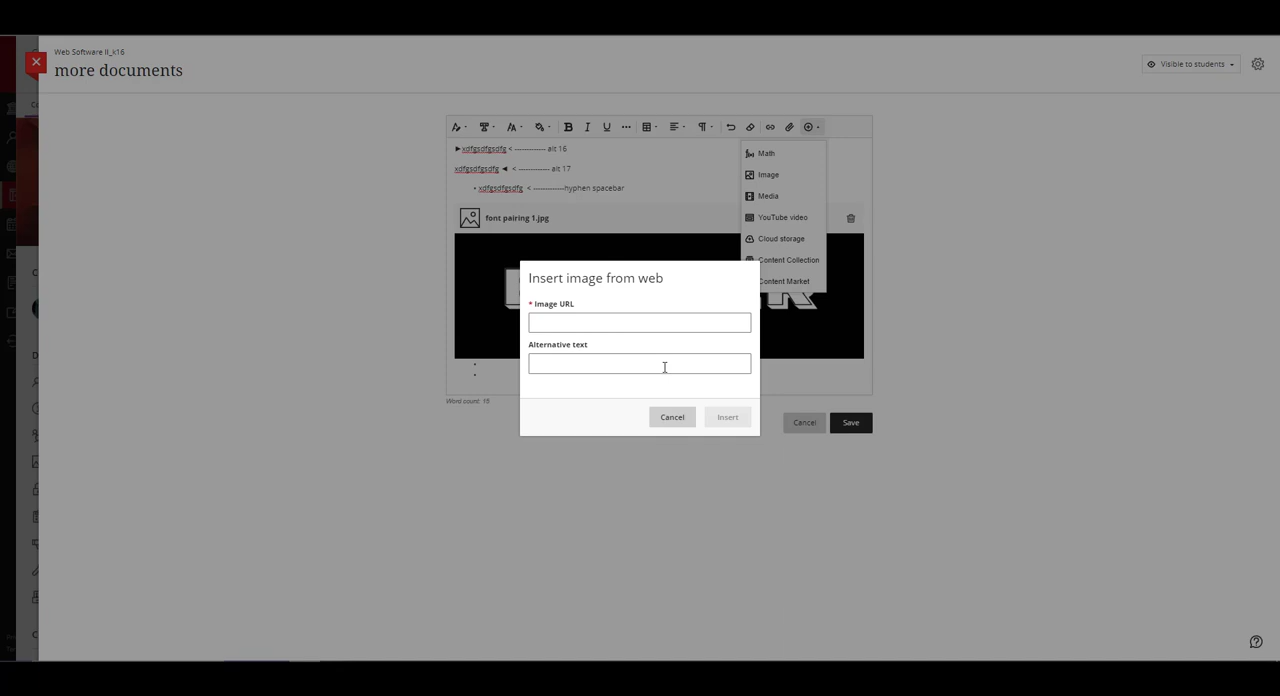 Web Software II_k16
more documents
Visible to students
►xdfgsdfgsdfg < ------------ alt 16
xdfgsdfgsdfg ◄ < ------------ alt 17
• xdfgsdfgsdfg < ------------hyphen spacebar
font pairing 1.jpg
Math
Image
Media
YouTube video
Cloud storage
Content Collection
Content Market
Insert image from web
* Image URL
Alternative text
Cancel
Insert
Word count: 15
Cancel
Save